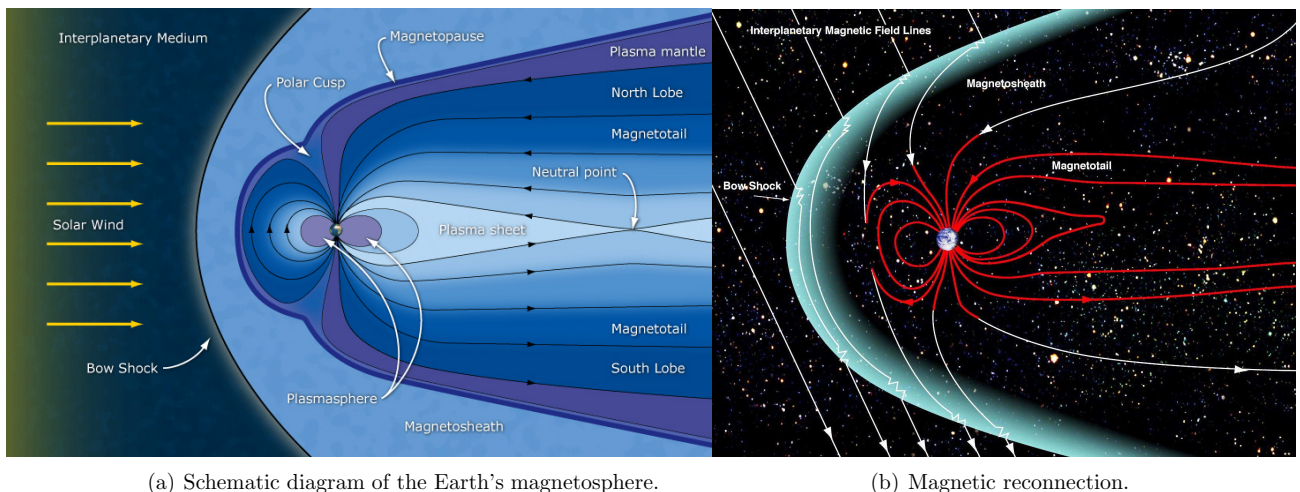 Interplanetary Medium
Magnetopause
Plasma mantle
Polar Cusp
North Lobe
Magnetotail
Neutral point
Solar Wind
Plasma sheet
Magnetotail
Bow Shock
South Lobe
Plasmasphere
Magnetosheath
Interplanetary Magnetic Field Lines
Magnetosheath
Magnetotail
Bow Shock
(a) Schematic diagram of the Earth's magnetosphere.
(b) Magnetic reconnection.